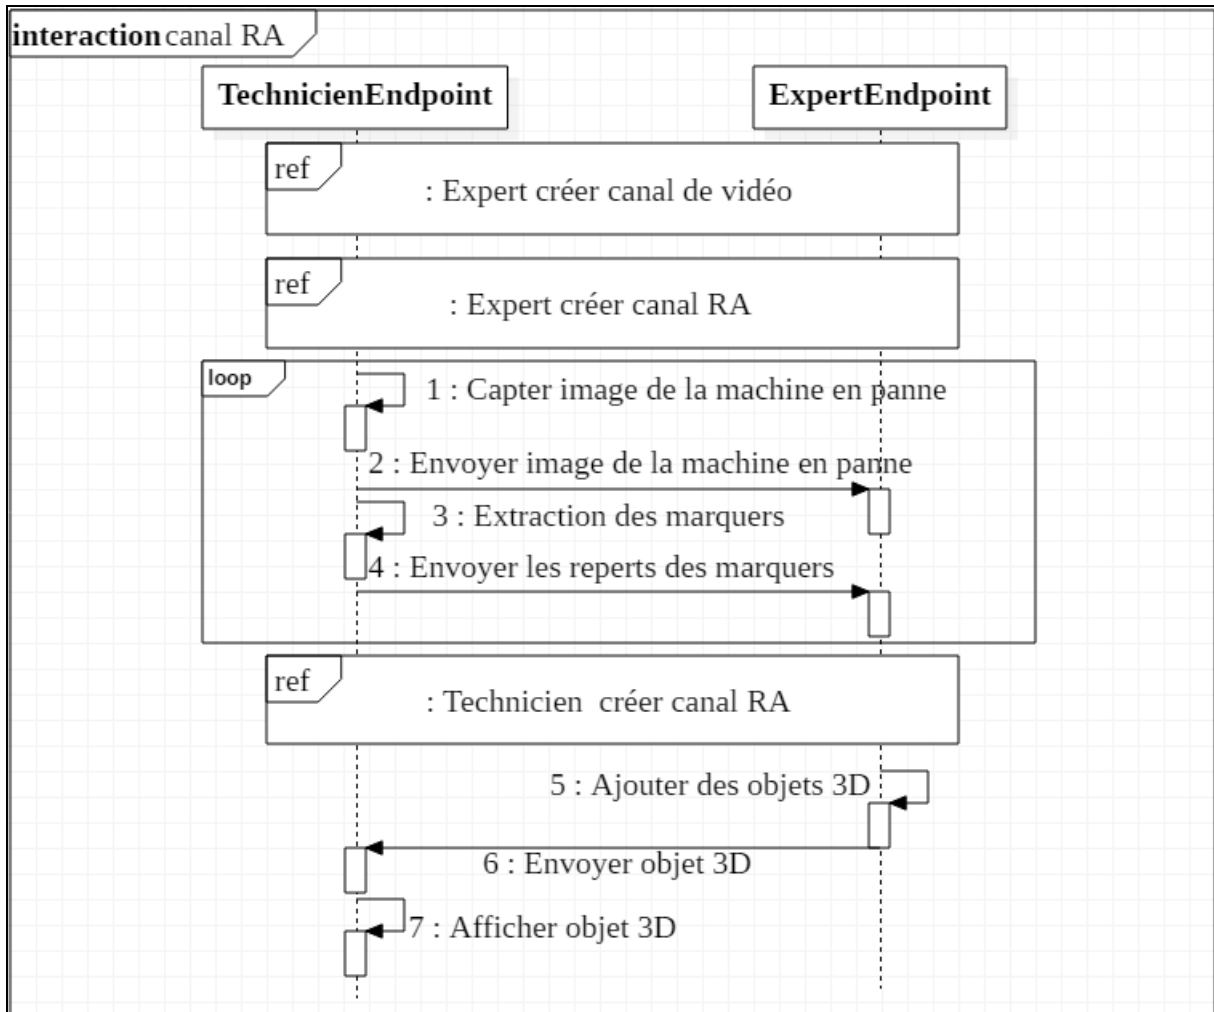 interaction canal RA
TechnicienEndpoint
ExpertEndpoint
ref
: Expert créer canal de vidéo
ref
: Expert créer canal RA
loop
1 : Capter image de la machine en panne
2 : Envoyer image de la machine en panne
3 : Extraction des marquers
4 : Envoyer les reperts des marquers
ref
: Technicien créer canal RA
5 : Ajouter des objets 3D
6 : Envoyer objet 3D
7 : Afficher objet 3D